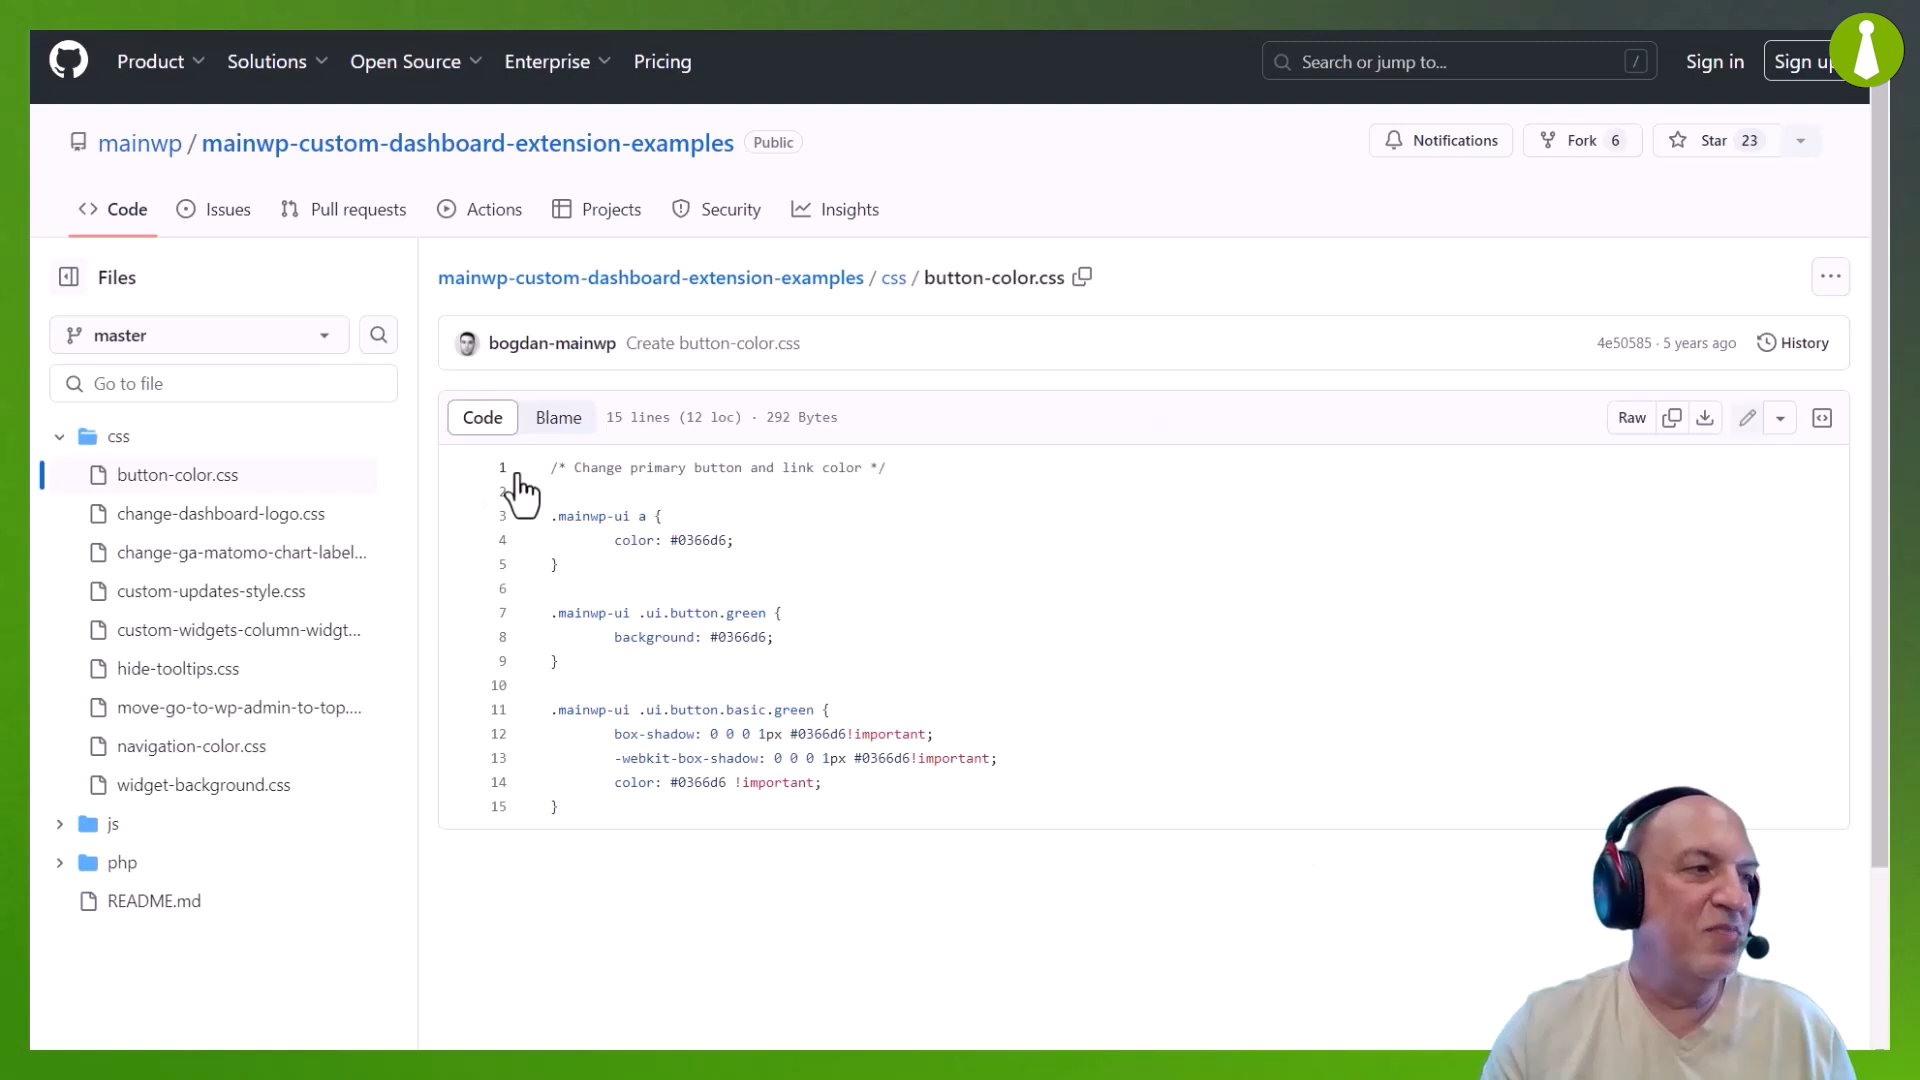 Product Solutions Open Source Enterprise Pricing Search or jump to... / Sign in Sign u
mainwp / mainwp-custom-dashboard-extension-examples Public Notifications Fork 6 Star 23
Code Issues Pull requests Actions Projects Security Insights
Files
mainwp-custom-dashboard-extension-examples / css / button-color.css
master
bogdan-mainwp Create button-color.css 4e50585 · 5 years ago History
Go to file
Code Blame 15 lines (12 loc) · 292 Bytes Raw
css
button-color.css
change-dashboard-logo.css
change-ga-matomo-chart-label...
custom-updates-style.css
custom-widgets-column-widgt...
hide-tooltips.css
move-go-to-wp-admin-to-top....
navigation-color.css
widget-background.css
js
php
README.md
1 /* Change primary button and link color */
2
3 .mainwp-ui a {
4 color: #0366d6;
5 }
6
7 .mainwp-ui .ui.button.green {
8 background: #0366d6;
9 }
10
11 .mainwp-ui .ui.button.basic.green {
12 box-shadow: 0 0 0 1px #0366d6!important;
13 -webkit-box-shadow: 0 0 0 1px #0366d6!important;
14 color: #0366d6 !important;
15 }